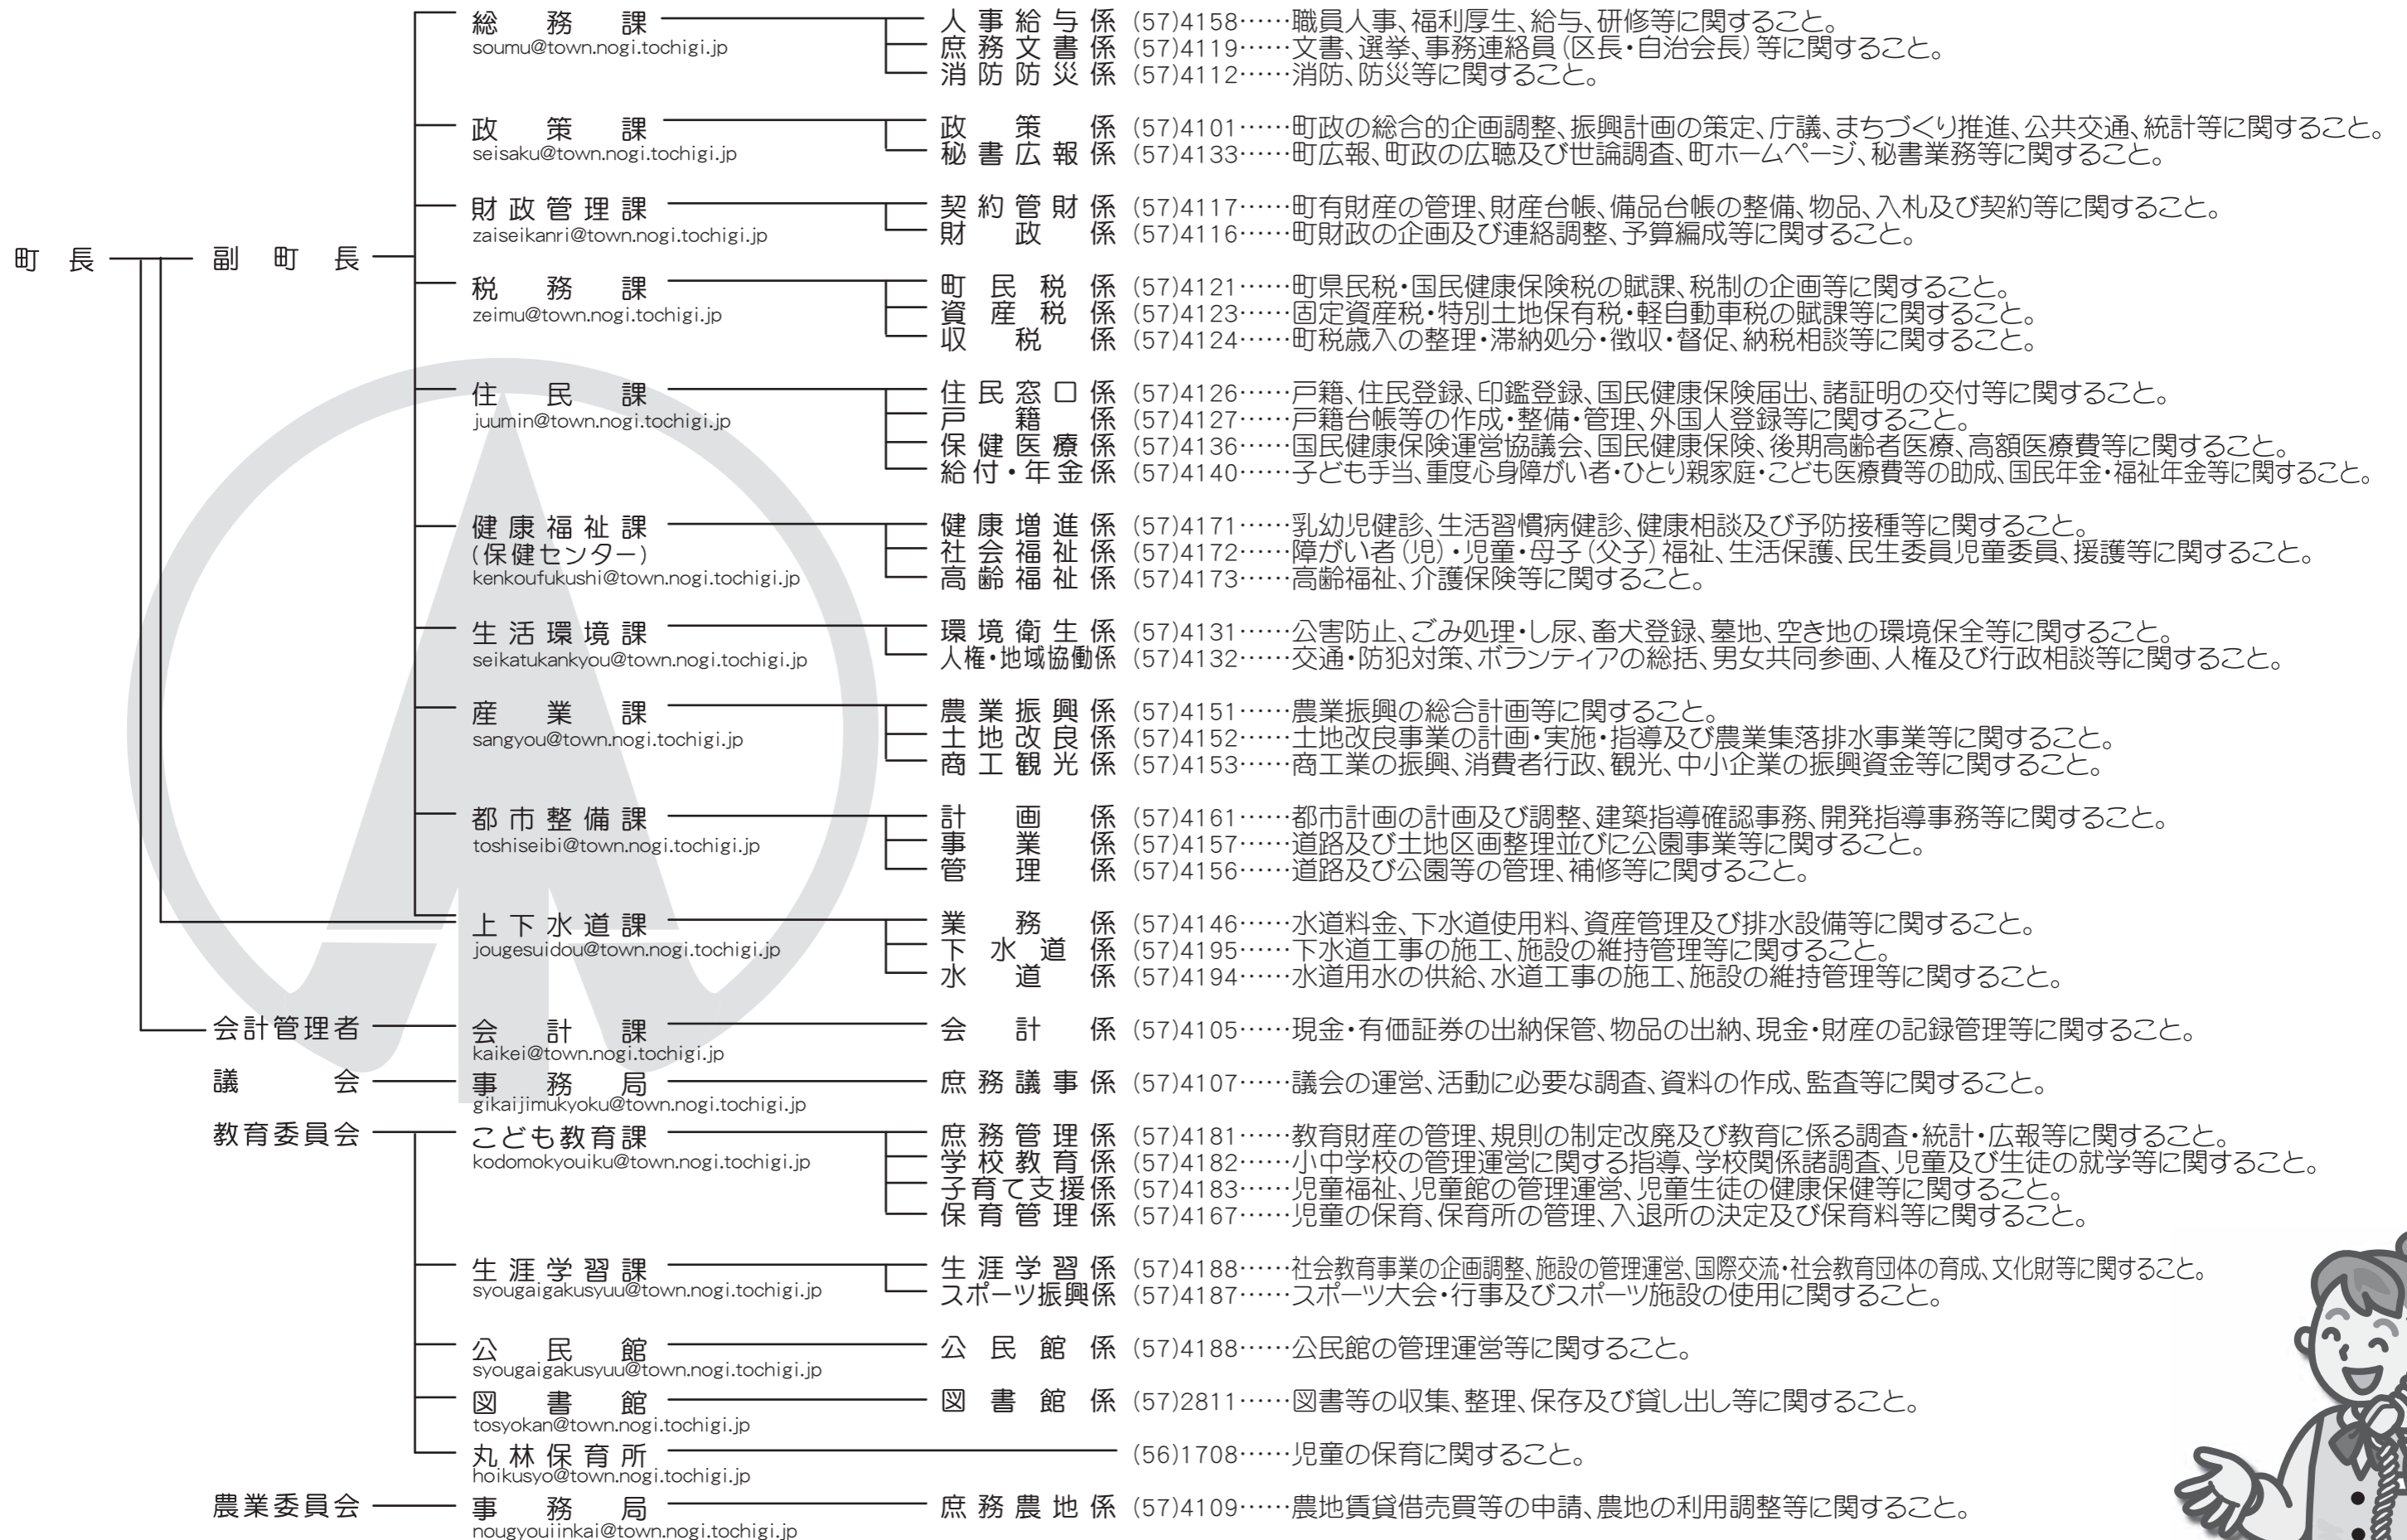 総務課 人事給与係 (57)4158……職員人事、福利厚生、給与、研修等に関すること。
soumu@town.nogi.tochigi.jp
庶務文書係 (57)4119……文書、選挙、事務連絡員(区長・自治会長)等に関すること。
消防防災係 (57)4112……消防、防災等に関すること。
政策課 政策係 (57)4101……町政の総合的企画調整、振興計画の策定、庁議、まちづくり推進、公共交通、統計等に関すること。
seisaku@town.nogi.tochigi.jp
秘書広報係 (57)4133……町広報、町政の広聴及び世論調査、町ホームページ、秘書業務等に関すること。
財政管理課 契約管財係 (57)4117……町有財産の管理、財産台帳、備品台帳の整備、物品、入札及び契約等に関すること。
zaiseikanri@town.nogi.tochigi.jp
財政係 (57)4116……町財政の企画及び連絡調整、予算編成等に関すること。
町長 副町長
税務課 町民税係 (57)4121……町県民税・国民健康保険税の賦課、税制の企画等に関すること。
zeimu@town.nogi.tochigi.jp
資産税係 (57)4123……固定資産税・特別土地保有税・軽自動車税の賦課等に関すること。
収税係 (57)4124……町税歳入の整理・滞納処分・徴収・督促、納税相談等に関すること。
住民課 住民窓口係 (57)4126……戸籍、住民登録、印鑑登録、国民健康保険届出、諸証明の交付等に関すること。
juumin@town.nogi.tochigi.jp
戸籍係 (57)4127……戸籍台帳等の作成・整備・管理、外国人登録等に関すること。
保健医療係 (57)4136……国民健康保険運営協議会、国民健康保険、後期高齢者医療、高額医療費等に関すること。
給付・年金係 (57)4140……子ども手当、重度心身障がい者・ひとり親家庭・こども医療費等の助成、国民年金・福祉年金等に関すること。
健康福祉課 健康増進係 (57)4171……乳幼児健診、生活習慣病健診、健康相談及び予防接種等に関すること。
(保健センター) 社会福祉係 (57)4172……障がい者(児)・児童・母子(父子)福祉、生活保護、民生委員児童委員、援護等に関すること。
kenkoufukushi@town.nogi.tochigi.jp
高齢福祉係 (57)4173……高齢福祉、介護保険等に関すること。
生活環境課 環境衛生係 (57)4131……公害防止、ごみ処理・し尿、畜犬登録、墓地、空き地の環境保全等に関すること。
seikatukankyou@town.nogi.tochigi.jp
人権・地域協働係 (57)4132……交通・防犯対策、ボランティアの総括、男女共同参画、人権及び行政相談等に関すること。
産業課 農業振興係 (57)4151……農業振興の総合計画等に関すること。
sangyou@town.nogi.tochigi.jp
土地改良係 (57)4152……土地改良事業の計画・実施・指導及び農業集落排水事業等に関すること。
商工観光係 (57)4153……商工業の振興、消費者行政、観光、中小企業の振興資金等に関すること。
都市整備課 計画係 (57)4161……都市計画の計画及び調整、建築指導確認事務、開発指導事務等に関すること。
toshiseibi@town.nogi.tochigi.jp
事業係 (57)4157……道路及び土地区画整理並びに公園事業等に関すること。
管理係 (57)4156……道路及び公園等の管理、補修等に関すること。
上下水道課 業務係 (57)4146……水道料金、下水道使用料、資産管理及び排水設備等に関すること。
jougesuidou@town.nogi.tochigi.jp
下水道係 (57)4195……下水道工事の施工、施設の維持管理等に関すること。
水道係 (57)4194……水道用水の供給、水道工事の施工、施設の維持管理等に関すること。
会計管理者 会計課 会計係 (57)4105……現金・有価証券の出納保管、物品の出納、現金・財産の記録管理等に関すること。
kaikei@town.nogi.tochigi.jp
議会 事務局 庶務議事係 (57)4107……議会の運営、活動に必要な調査、資料の作成、監査等に関すること。
gikaijimukyoku@town.nogi.tochigi.jp
教育委員会 こども教育課 庶務管理係 (57)4181……教育財産の管理、規則の制定改廃及び教育に係る調査・統計・広報等に関すること。
kodomokyouiku@town.nogi.tochigi.jp
学校教育係 (57)4182……小中学校の管理運営に関する指導、学校関係諸調査、児童及び生徒の就学等に関すること。
子育て支援係 (57)4183……児童福祉、児童館の管理運営、児童生徒の健康保健等に関すること。
保育管理係 (57)4167……児童の保育、保育所の管理、入退所の決定及び保育料等に関すること。
生涯学習課 生涯学習係 (57)4188……社会教育事業の企画調整、施設の管理運営、国際交流・社会教育団体の育成、文化財等に関すること。
syougaigakusyuu@town.nogi.tochigi.jp
スポーツ振興係 (57)4187……スポーツ大会・行事及びスポーツ施設の使用に関すること。
公民館 公民館係 (57)4188……公民館の管理運営等に関すること。
syougaigakusyuu@town.nogi.tochigi.jp
図書館 図書館係 (57)2811……図書等の収集、整理、保存及び貸し出し等に関すること。
tosyokan@town.nogi.tochigi.jp
丸林保育所 (56)1708……児童の保育に関すること。
hoikusyo@town.nogi.tochigi.jp
農業委員会 事務局 庶務農地係 (57)4109……農地賃貸借売買等の申請、農地の利用調整等に関すること。
nougyouiinkai@town.nogi.tochigi.jp